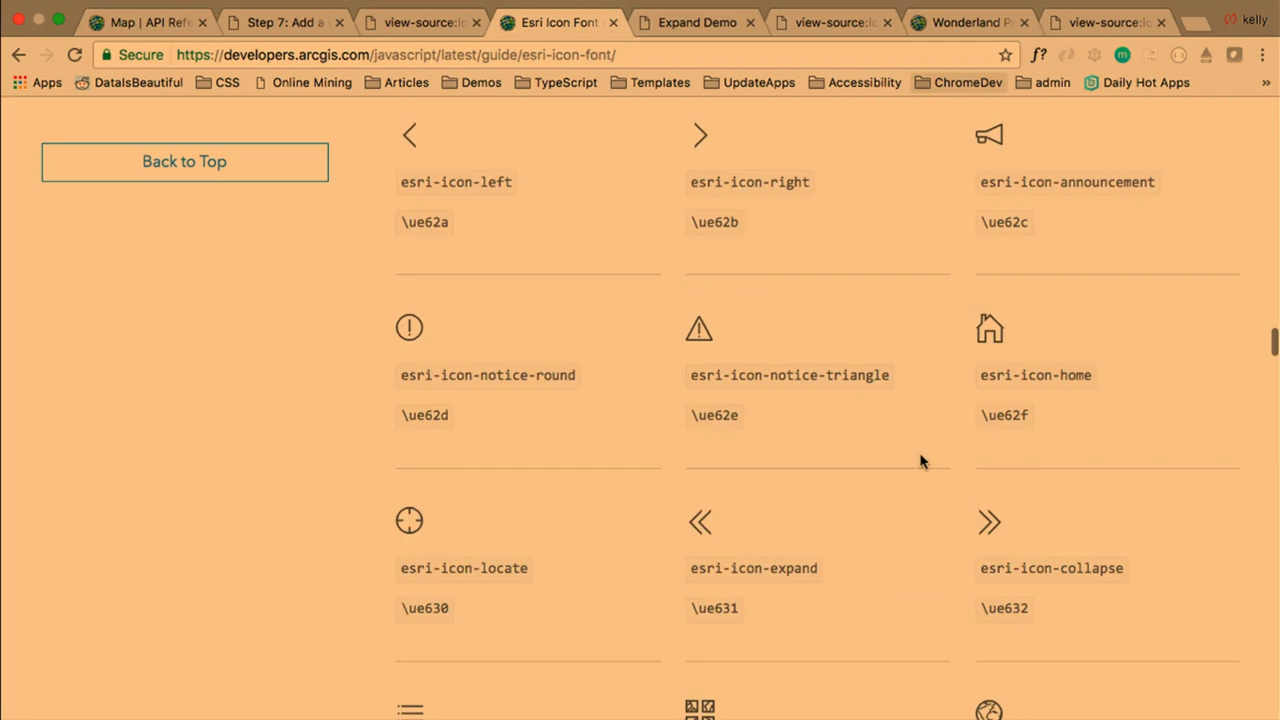 Map | API Refe
Step 7: Add a
view-source:lo
Esri Icon Font
Expand Demo
view-source:lo
Wonderland P
view-source:lo
kelly
Secure https://developers.arcgis.com/javascript/latest/guide/esri-icon-font/
f?
m
Apps
DataIsBeautiful
CSS
Online Mining
Articles
Demos
TypeScript
Templates
UpdateApps
Accessibility
ChromeDev
admin
Daily Hot Apps
»
Back to Top
esri-icon-left
esri-icon-right
esri-icon-announcement
\ue62a
\ue62b
\ue62c
esri-icon-notice-round
esri-icon-notice-triangle
esri-icon-home
\ue62d
\ue62e
\ue62f
esri-icon-locate
esri-icon-expand
esri-icon-collapse
\ue630
\ue631
\ue632